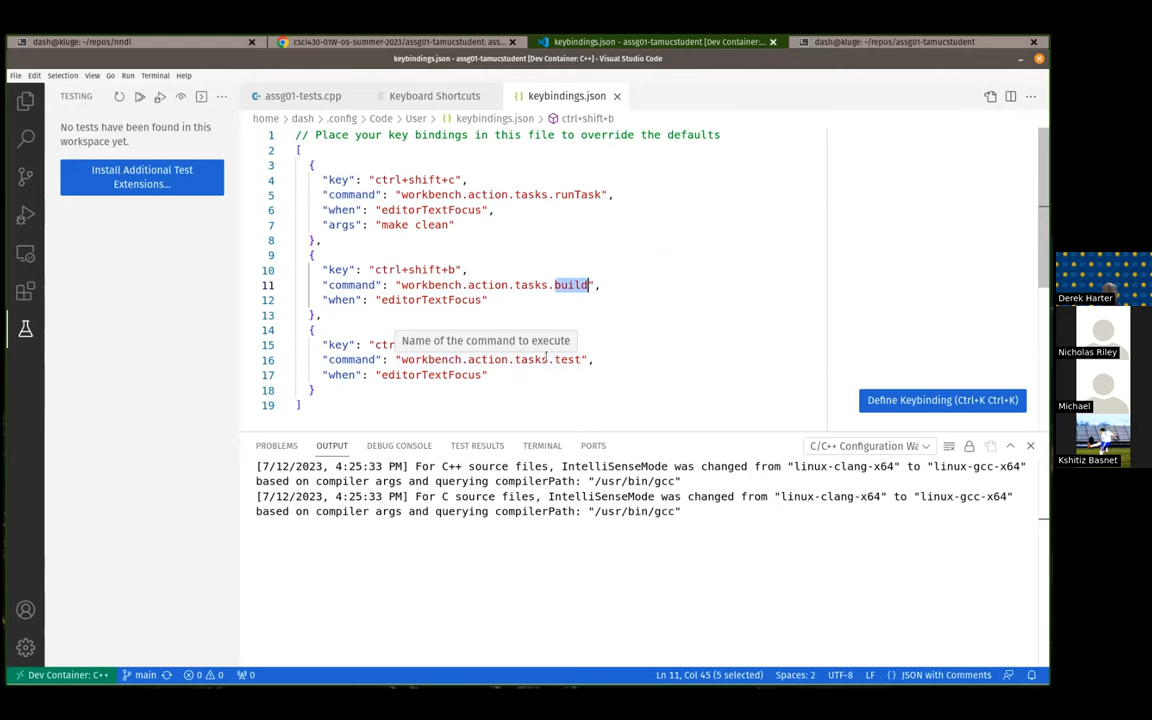 dash@kluge: ~/repos/nndl
csci430-01W-os-summer-2023/assg01-tamucstudent: ass...
keybindings.json - assg01-tamucstudent [Dev Container:...
dash@kluge: ~/repos/assg01-tamucstudent
keybindings.json - assg01-tamucstudent [Dev Container: C++] - Visual Studio Code
File Edit Selection View Go Run Terminal Help
TESTING
assg01-tests.cpp
Keyboard Shortcuts
keybindings.json
No tests have been found in this
workspace yet.
Install Additional Test
Extensions...
home > dash > .config > Code > User > keybindings.json > ctrl+shift+b
1 // Place your key bindings in this file to override the defaults
2 [
3 {
4 "key": "ctrl+shift+c",
5 "command": "workbench.action.tasks.runTask",
6 "when": "editorTextFocus",
7 "args": "make clean"
8 },
9 {
10 "key": "ctrl+shift+b",
11 "command": "workbench.action.tasks.build",
12 "when": "editorTextFocus"
13 },
14 {
Name of the command to execute
15 "key": "ctr
16 "command": "workbench.action.tasks.test",
17 "when": "editorTextFocus"
18 }
19 ]
Define Keybinding (Ctrl+K Ctrl+K)
PROBLEMS OUTPUT DEBUG CONSOLE TEST RESULTS TERMINAL PORTS
C/C++ Configuration Wa
[7/12/2023, 4:25:33 PM] For C++ source files, IntelliSenseMode was changed from "linux-clang-x64" to "linux-gcc-x64"
based on compiler args and querying compilerPath: "/usr/bin/gcc"
[7/12/2023, 4:25:33 PM] For C source files, IntelliSenseMode was changed from "linux-clang-x64" to "linux-gcc-x64"
based on compiler args and querying compilerPath: "/usr/bin/gcc"
Dev Container: C++ main 0 0 0
Ln 11, Col 45 (5 selected) Spaces: 2 UTF-8 LF {} JSON with Comments
Derek Harter
Nicholas Riley
Michael
Kshitiz Basnet